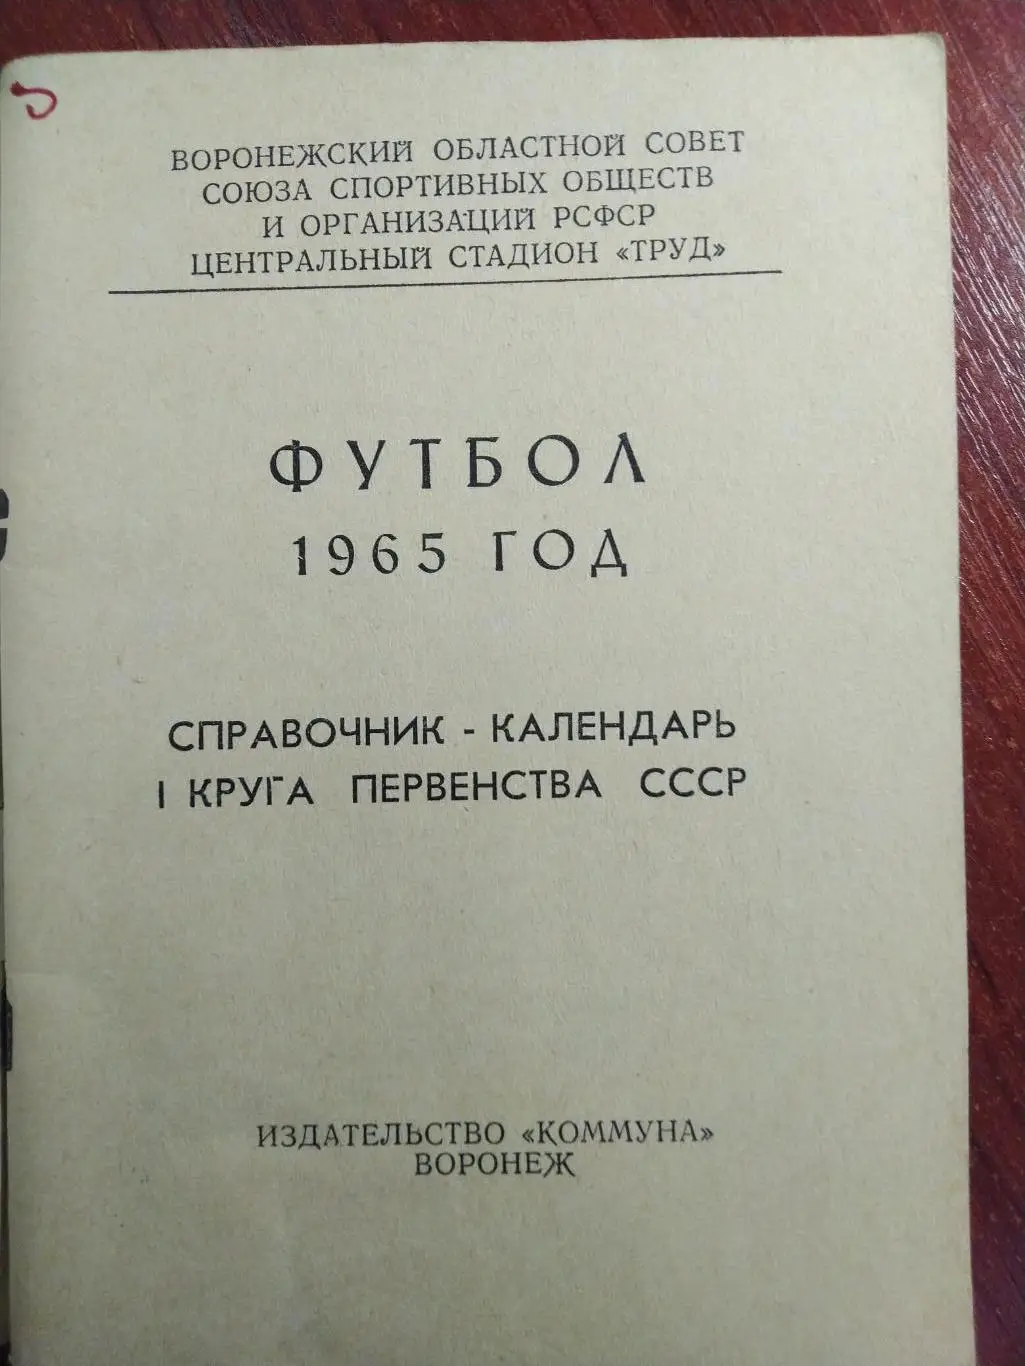 ВОРОНЕЖСКИЙ ОБЛАСТНОЙ СОВЕТ
СОЮЗА СПОРТИВНЫХ ОБЩЕСТВ
И ОРГАНИЗАЦИЙ РСФСР
ЦЕНТРАЛЬНЫЙ СТАДИОН «ТРУД»
ФУТБОЛ
1965 ГОД
СПРАВОЧНИК - КАЛЕНДАРЬ
I КРУГА ПЕРВЕНСТВА СССР
ИЗДАТЕЛЬСТВО «КОММУНА»
ВОРОНЕЖ